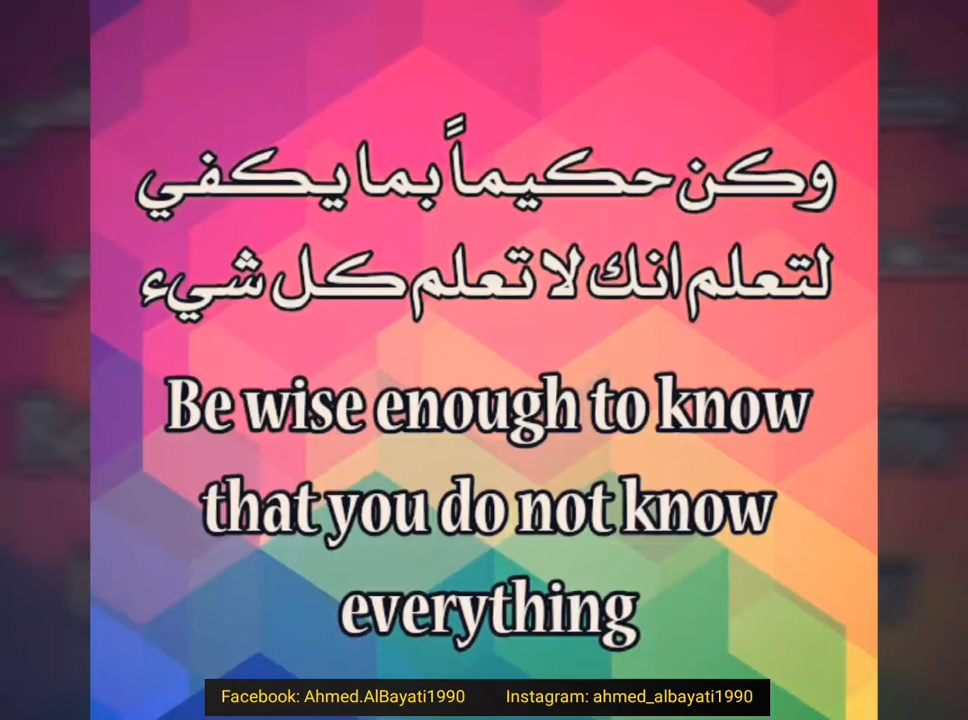 وكن حكيماً بما يكفي
لتعلم انك لا تعلم كل شيء
Be wise enough to know
that you do not know
everything
Facebook: Ahmed.AlBayati1990 Instagram: ahmed_albayati1990